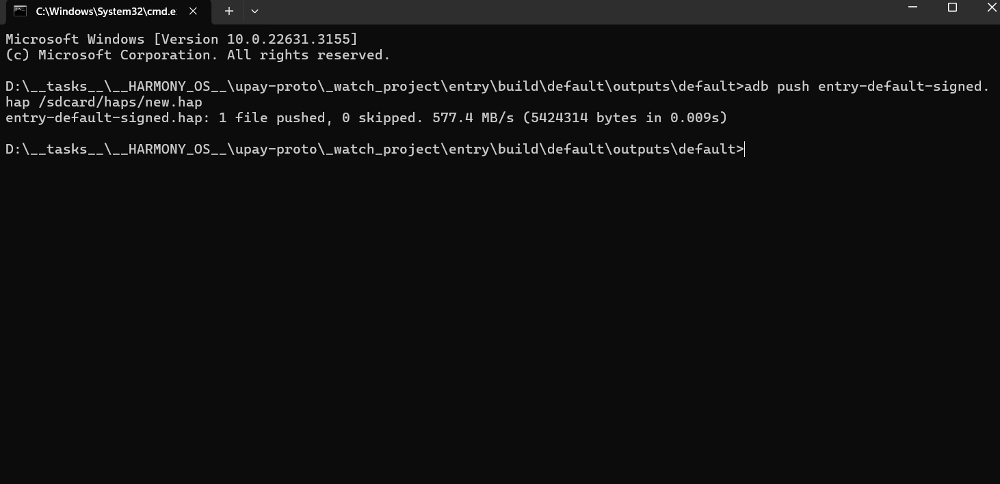 C:\Windows\System32\cmd.e
Microsoft Windows [Version 10.0.22631.3155]
(c) Microsoft Corporation. All rights reserved.
D:\__tasks__\__HARMONY_OS__\upay-proto\_watch_project\entry\build\default\outputs\default>adb push entry-default-signed.
hap /sdcard/haps/new.hap
entry-default-signed.hap: 1 file pushed, 0 skipped. 577.4 MB/s (5424314 bytes in 0.009s)
D:\__tasks__\__HARMONY_OS__\upay-proto\_watch_project\entry\build\default\outputs\default>